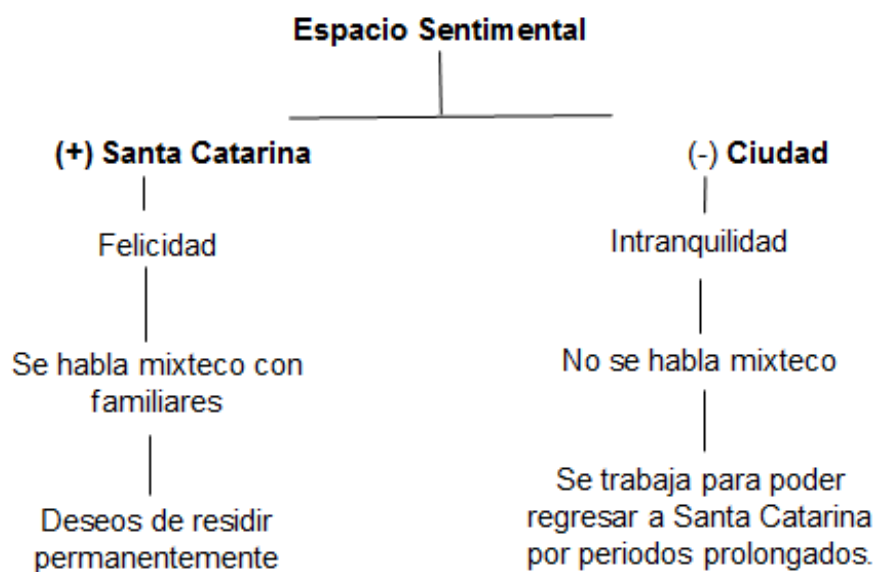 Espacio Sentimental
(+) Santa Catarina
(-) Ciudad
Felicidad
Intranquilidad
Se habla mixteco con
familiares
No se habla mixteco
Deseos de residir
permanentemente
Se trabaja para poder
regresar a Santa Catarina
por periodos prolongados.